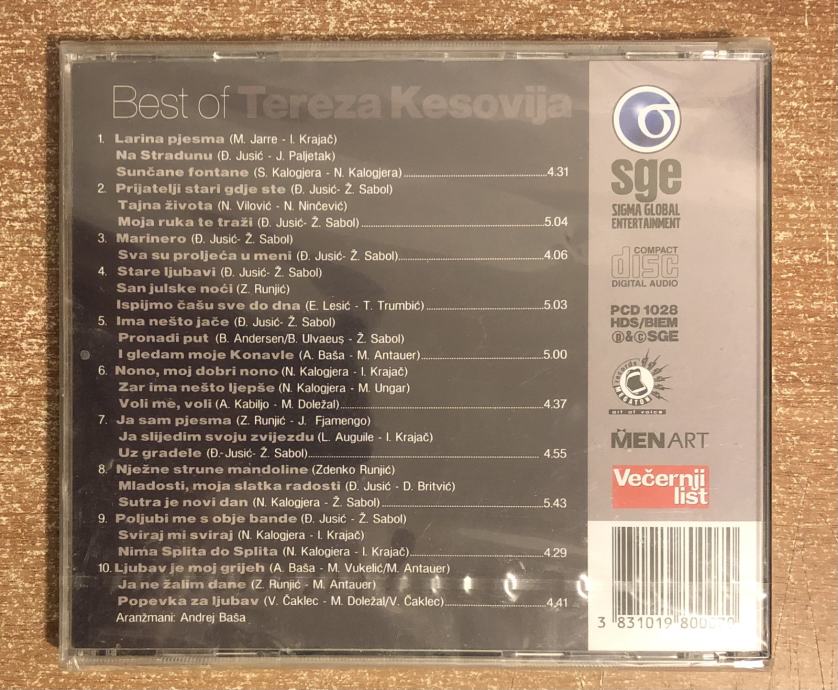 Best of Tereza Kesovija
1. Larina pjesma (M. Jarre - I. Krajač)
Na Stradunu (Đ. Jusić - J. Paljetak)
Sunčane fontane (S. Kalogjera - N. Kalogjera)....4.31
2. Prijatelji stari gdje ste (Đ. Jusić- Ž. Sabol)
Tajna života (N. Vilović - N. Ninčević)
Moja ruka te traži (Đ. Jusić- Ž. Sabol)....5.04
3. Marinero (Đ. Jusić- Ž. Sabol)
Sva su proljeća u meni (Đ. Jusić- Ž. Sabol)....4.06
4. Stare ljubavi (Đ. Jusić- Ž. Sabol)
San julske noći (Z. Runjić)
Ispijmo čašu sve do dna (E. Lesić - T. Trumbić)....5.03
5. Ima nešto jače (Đ. Jusić- Ž. Sabol)
Pronadi put (B. Andersen/B. Ulvaeus - Ž. Sabol)
I gledam moje Konavle (A. Baša - M. Antauer)....5.00
6. Nono, moj dobri nono (N. Kalogjera - I. Krajač)
Zar ima nešto ljepše (N. Kalogjera - M. Ungar)
Voli me, voli (A. Kabiljo - M. Doležal)....4.37
7. Ja sam pjesma (Z. Runjić - J. Fjamengo)
Ja slijedim svoju zvijezdu (L. Auguile - I. Krajač)
Uz gradele (Đ.- Jusić- Ž. Sabol)....4.55
8. Nježne strune mandoline (Zdenko Runjić)
Mladosti, moja slatka radosti (Đ. Jusić - D. Britvić)
Sutra je novi dan (N. Kalogjera - Ž. Sabol)....5.43
9. Poljubi me s obje bande (Đ. Jusić - Ž. Sabol)
Sviraj mi sviraj (N. Kalogjera - I. Krajač)
Nima Splita do Splita (N. Kalogjera - I. Krajač)....4.29
10. Ljubav je moj grijeh (A. Baša - M. Vukelić/M. Antauer)
Ja ne žalim dane (Z. Runjić - M. Antauer)
Popevka za ljubav (V. Čaklec - M. Doležal/V. Čaklec)....4.41
Aranžmani: Andrej Baša
sge
SIGMA GLOBAL
ENTERTAINMENT
COMPACT
disc
DIGITAL AUDIO
PCD 1028
HDS/BIEM
Ⓟ&©SGE
MENART
Večernji
list
3 831019